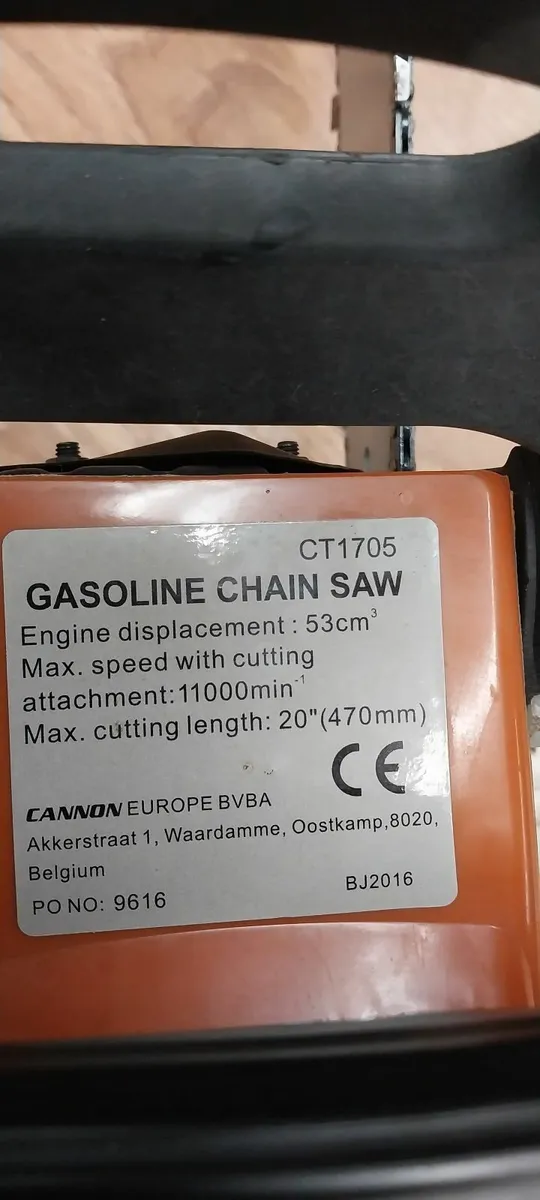 CT1705
GASOLINE CHAIN SAW
Engine displacement : 53cm³
Max. speed with cutting
attachment:11000min⁻¹
Max. cutting length: 20"(470mm)
CE
CANNON EUROPE BVBA
Akkerstraat 1, Waardamme, Oostkamp,8020,
Belgium
PO NO: 9616 BJ2016